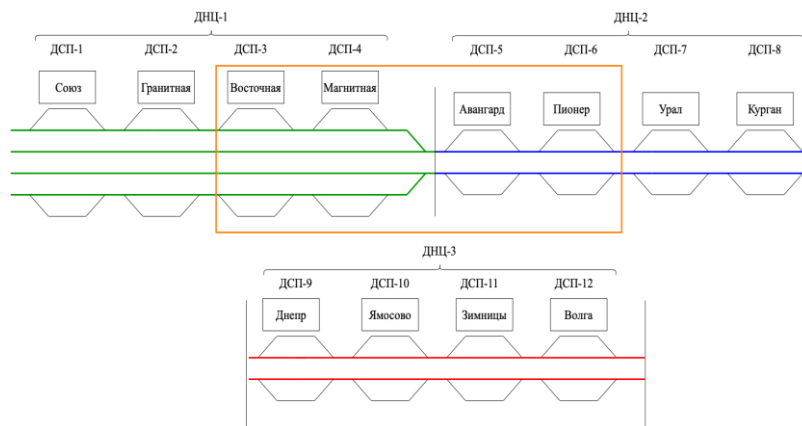 ДНЦ-1
ДНЦ-2
ДСП-1 ДСП-2 ДСП-3 ДСП-4 ДСП-5 ДСП-6 ДСП-7 ДСП-8
Союз Гранитная Восточная Магнитная
Авангард Пионер Урал Курган
ДНЦ-3
ДСП-9 ДСП-10 ДСП-11 ДСП-12
Днепр Ямосово Зимницы Волга